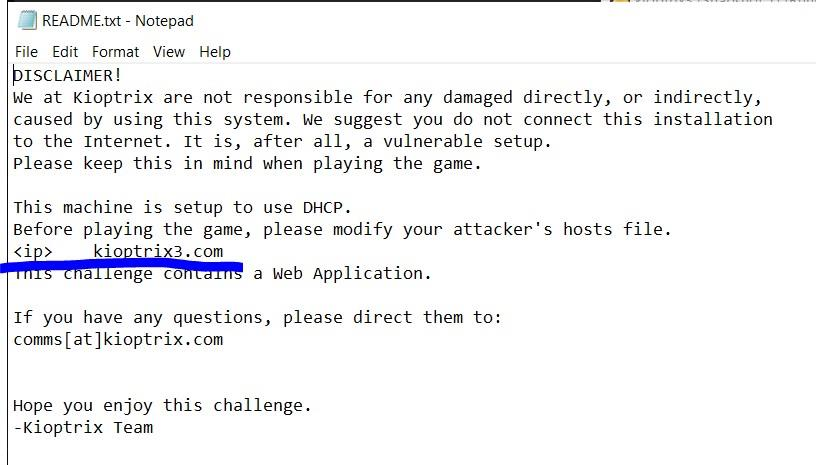 README.txt - Notepad
File Edit Format View Help
DISCLAIMER!
We at Kioptrix are not responsible for any damaged directly, or indirectly,
caused by using this system. We suggest you do not connect this installation
to the Internet. It is, after all, a vulnerable setup.
Please keep this in mind when playing the game.
This machine is setup to use DHCP.
Before playing the game, please modify your attacker's hosts file.
<ip> kioptrix3.com
This challenge contains a Web Application.
If you have any questions, please direct them to:
comms[at]kioptrix.com
Hope you enjoy this challenge.
-Kioptrix Team